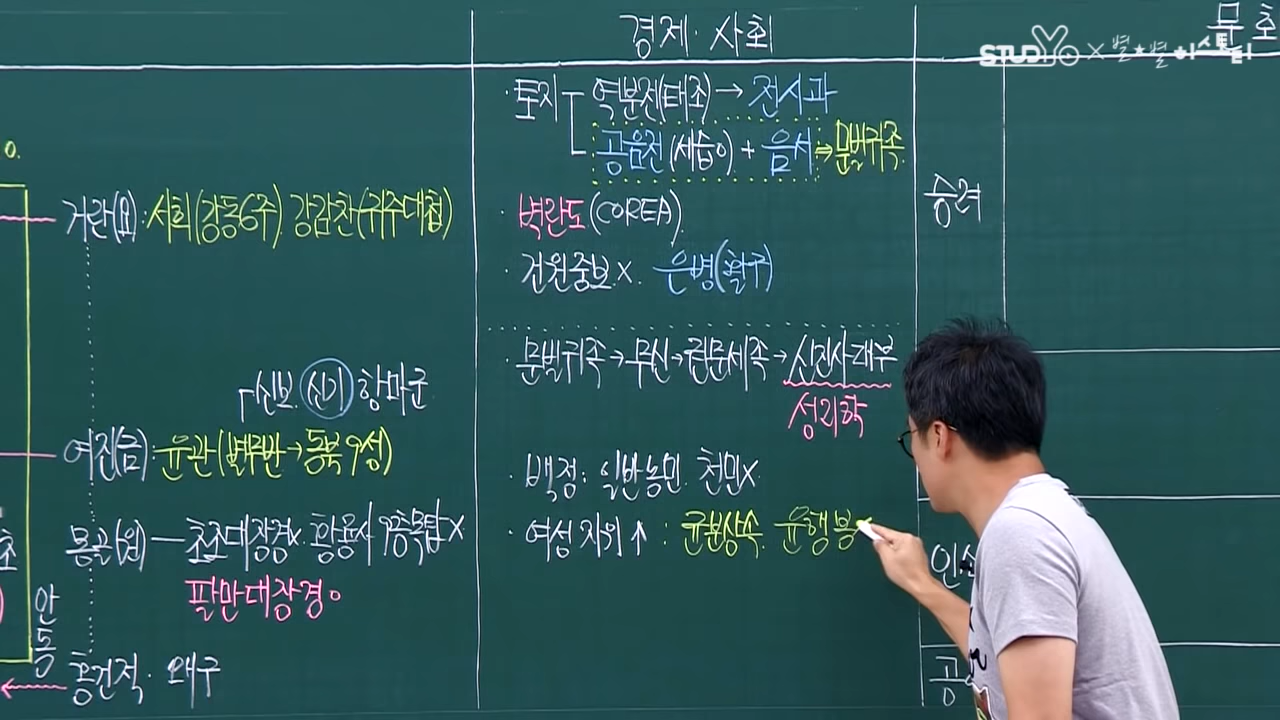 경제·사회
문 초
STUDYo × 별★별 히스토리
·토지 역분전(태조)→전시과
공음전(세습O)+음서⇒문벌귀족
·벽란도(COREA)
·건원중보×. 은병(활구)
·문벌귀족→무신→권문세족→신진사대부
성리학
·백정: 일반농민. 천민×
·여성 지위↑: 균분상속. 윤행봉
O.
거란(요): 서희(강동6주). 강감찬(귀주대첩)
신보. 신기. 항마군
여진(금): 윤관(별무반→동북9성)
몽골(원)―초조대장경×. 황룡사 9층목탑×
팔만대장경O
홍건적· 왜구
초
안동
승려
인
공